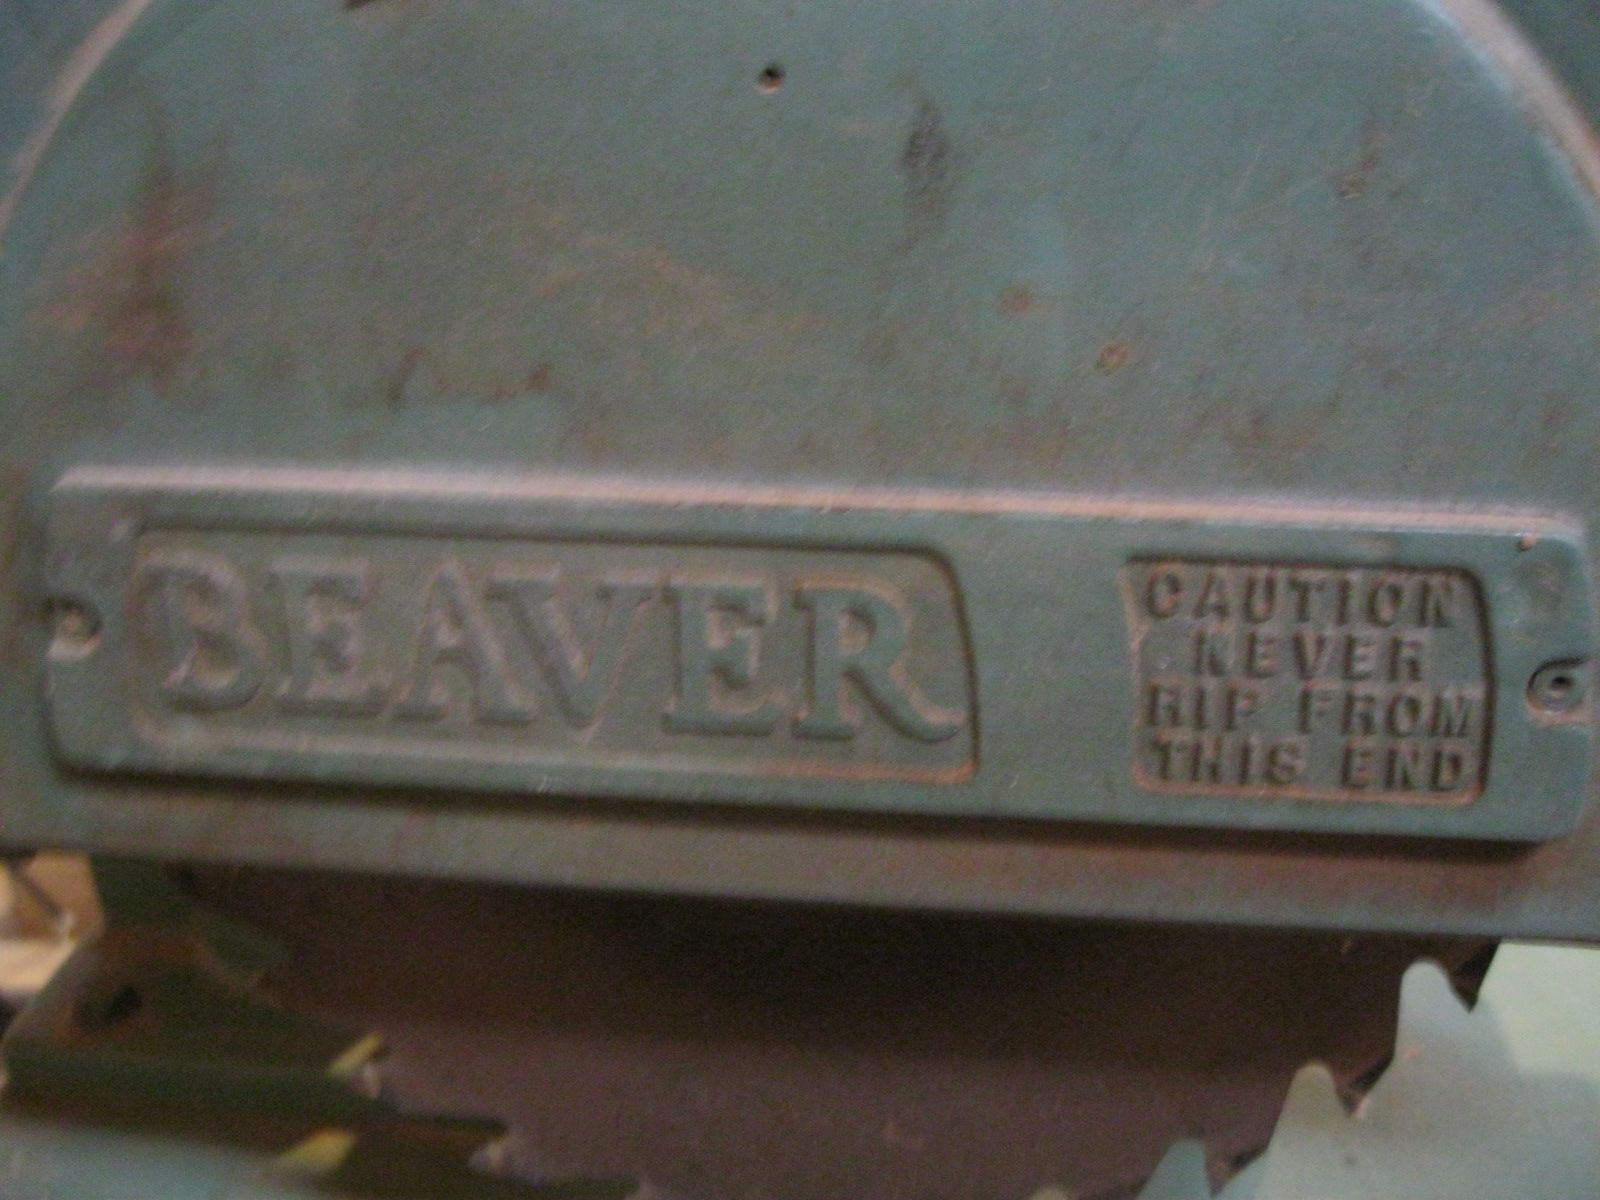 BEAVER
CAUTION
NEVER
RIP FROM
THIS END